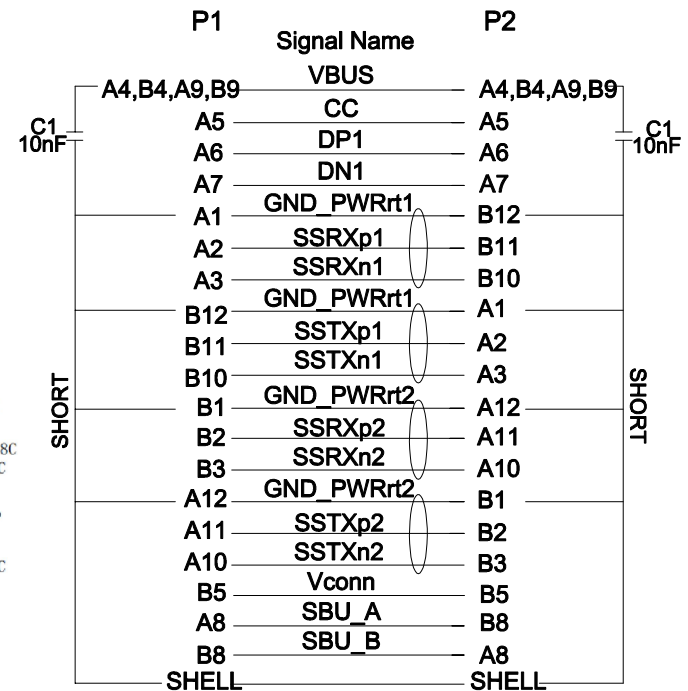 P1 P2
Signal Name
A4,B4,A9,B9 VBUS A4,B4,A9,B9
C1
10nF
C1
10nF
A5 CC A5
A6 DP1 A6
A7 DN1 A7
A1 GND_PWRrt1 B12
A2 SSRXp1 B11
A3 SSRXn1 B10
B12 GND_PWRrt1 A1
B11 SSTXp1 A2
B10 SSTXn1 A3
SHORT
SHORT
B1 GND_PWRrt2 A12
B2 SSRXp2 A11
B3 SSRXn2 A10
A12 GND_PWRrt2 B1
A11 SSTXp2 B2
A10 SSTXn2 B3
B5 Vconn B5
A8 SBU_A B8
B8 SBU_B A8
SHELL SHELL
8C
C
C